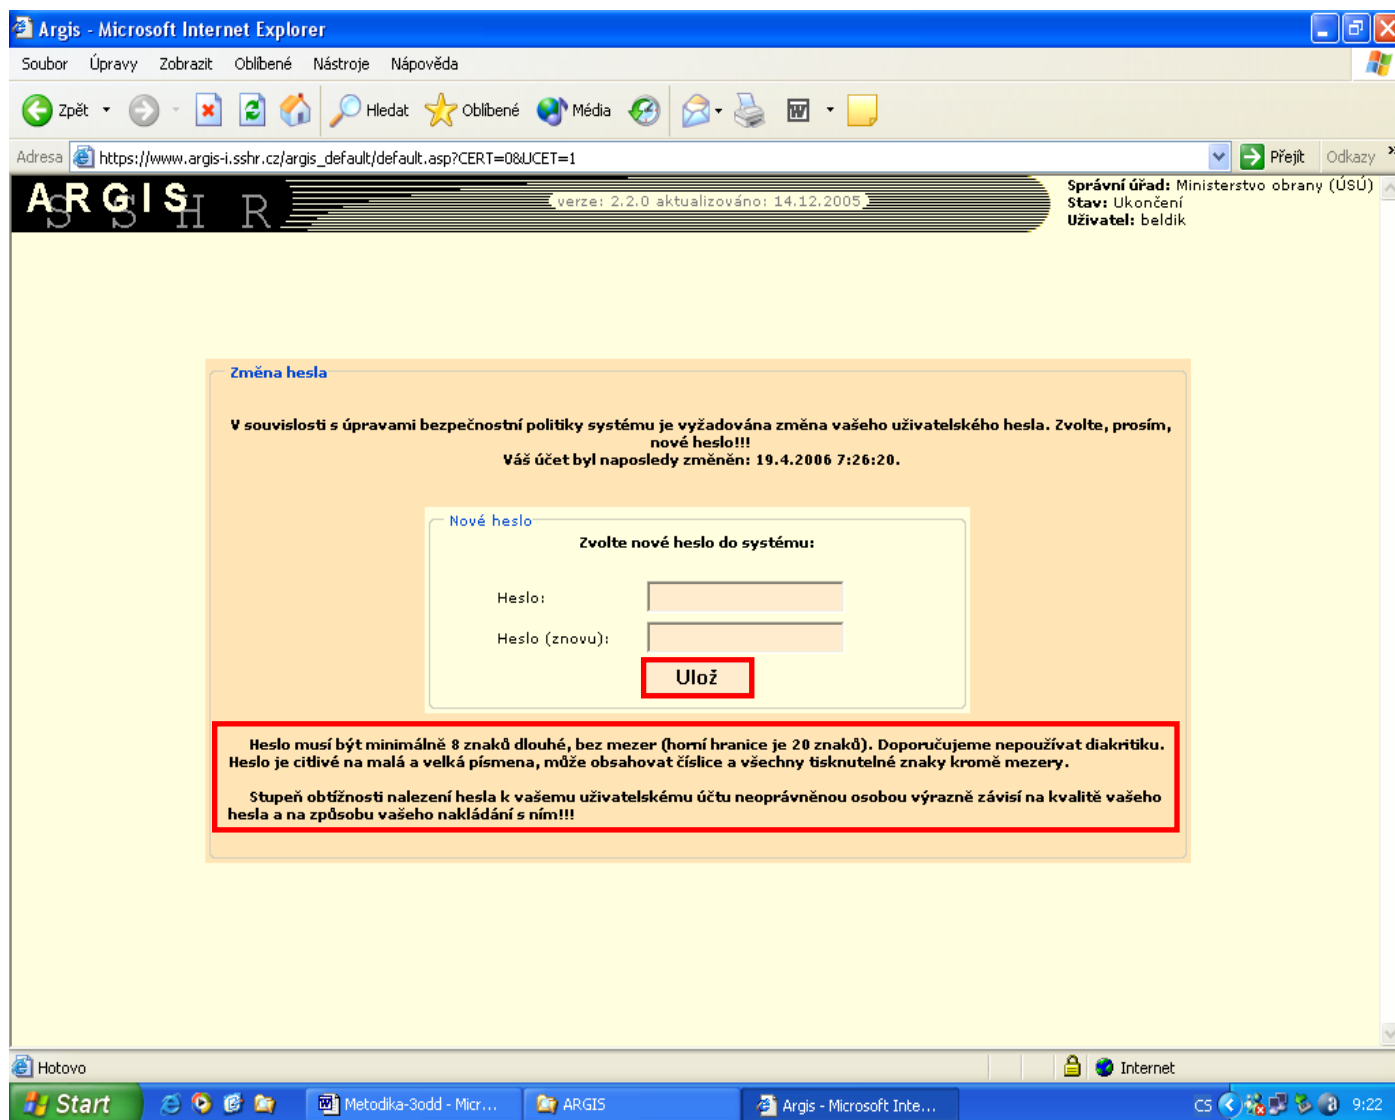 Argis - Microsoft Internet Explorer
Soubor Úpravy Zobrazit Oblíbené Nástroje Nápověda
Zpět Hledat Oblíbené Média
Adresa https://www.argis-i.sshr.cz/argis_default/default.asp?CERT=0&UCET=1 Přejít Odkazy »
ARGIS
SSHR
verze: 2.2.0 aktualizováno: 14.12.2005
Správní úřad: Ministerstvo obrany (ÚSÚ)
Stav: Ukončení
Uživatel: beldik
Změna hesla
V souvislosti s úpravami bezpečnostní politiky systému je vyžadována změna vašeho uživatelského hesla. Zvolte, prosím,
nové heslo!!!
Váš účet byl naposledy změněn: 19.4.2006 7:26:20.
Nové heslo
Zvolte nové heslo do systému:
Heslo:
Heslo (znovu):
Ulož
Heslo musí být minimálně 8 znaků dlouhé, bez mezer (horní hranice je 20 znaků). Doporučujeme nepoužívat diakritiku.
Heslo je citlivé na malá a velká písmena, může obsahovat číslice a všechny tisknutelné znaky kromě mezery.
Stupeň obtížnosti nalezení hesla k vašemu uživatelskému účtu neoprávněnou osobou výrazně závisí na kvalitě vašeho
hesla a na způsobu vašeho nakládání s ním!!!
Hotovo Internet
Start Metodika-3odd - Micr... ARGIS Argis - Microsoft Inte... CS 9:22